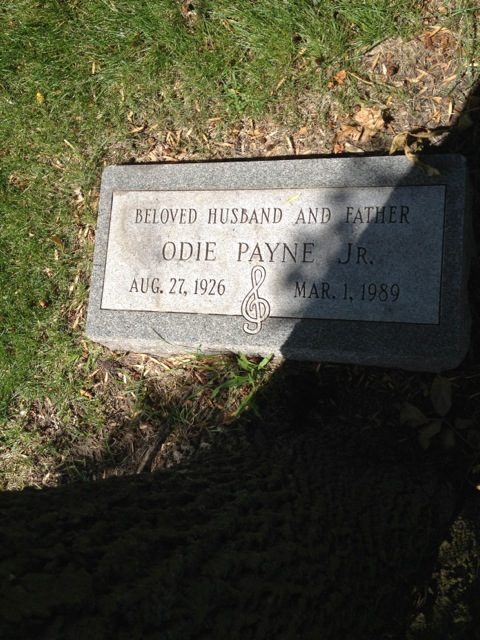 BELOVED HUSBAND AND FATHER
ODIE PAYNE JR.
AUG. 27, 1926 MAR. 1, 1989